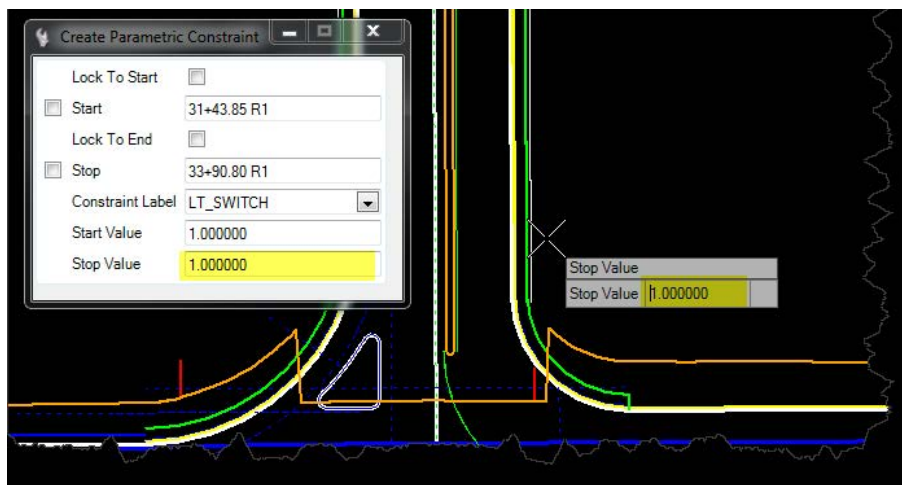 Create Parametric Constraint
Lock To Start
Start 31+43.85 R1
Lock To End
Stop 33+90.80 R1
Constraint Label LT_SWITCH
Start Value 1.000000
Stop Value 1.000000
Stop Value
Stop Value 1.000000